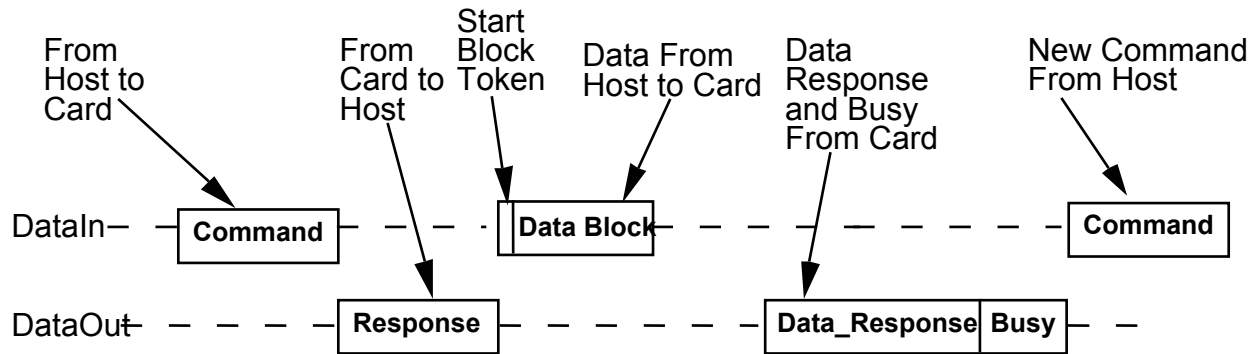 From
Host to
Card
From
Card to
Host
Start
Block
Token
Data From
Host to Card
Data
Response
and Busy
From Card
New Command
From Host
DataIn
Command
Data Block
Command
DataOut
Response
Data_Response
Busy